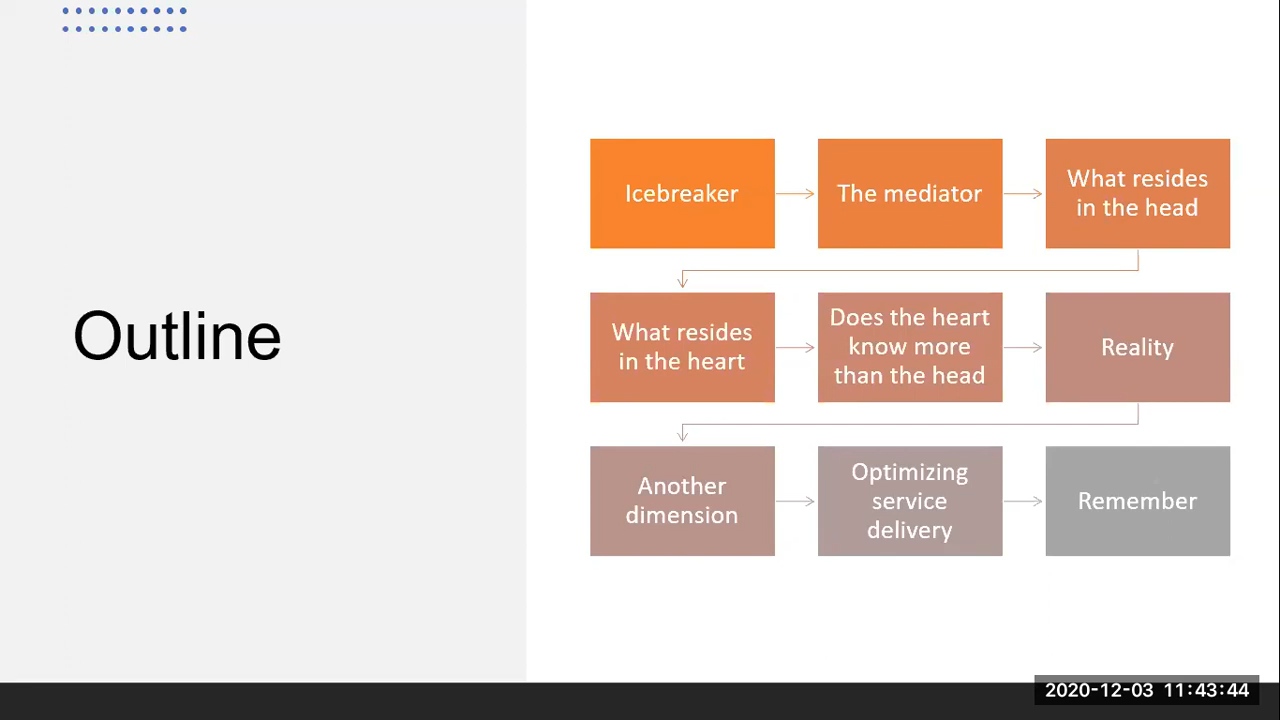 Outline
Icebreaker
The mediator
What resides
in the head
What resides
in the heart
Does the heart
know more
than the head
Reality
Another
dimension
Optimizing
service
delivery
Remember
2020-12-03 11:43:44